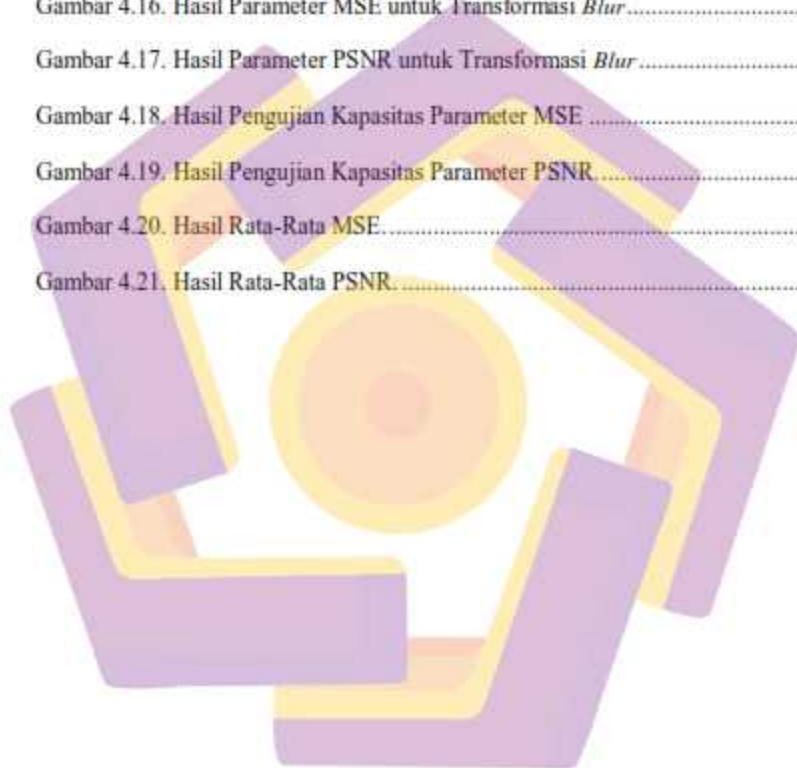 Gambar 4.16. Hasil Parameter MSE untuk Transformasi Blur................................
Gambar 4.17. Hasil Parameter PSNR untuk Transformasi Blur..............................
Gambar 4.18. Hasil Pengujian Kapasitas Parameter MSE .......................................
Gambar 4.19. Hasil Pengujian Kapasitas Parameter PSNR......................................
Gambar 4.20. Hasil Rata-Rata MSE...........................................................................
Gambar 4.21. Hasil Rata-Rata PSNR. ........................................................................